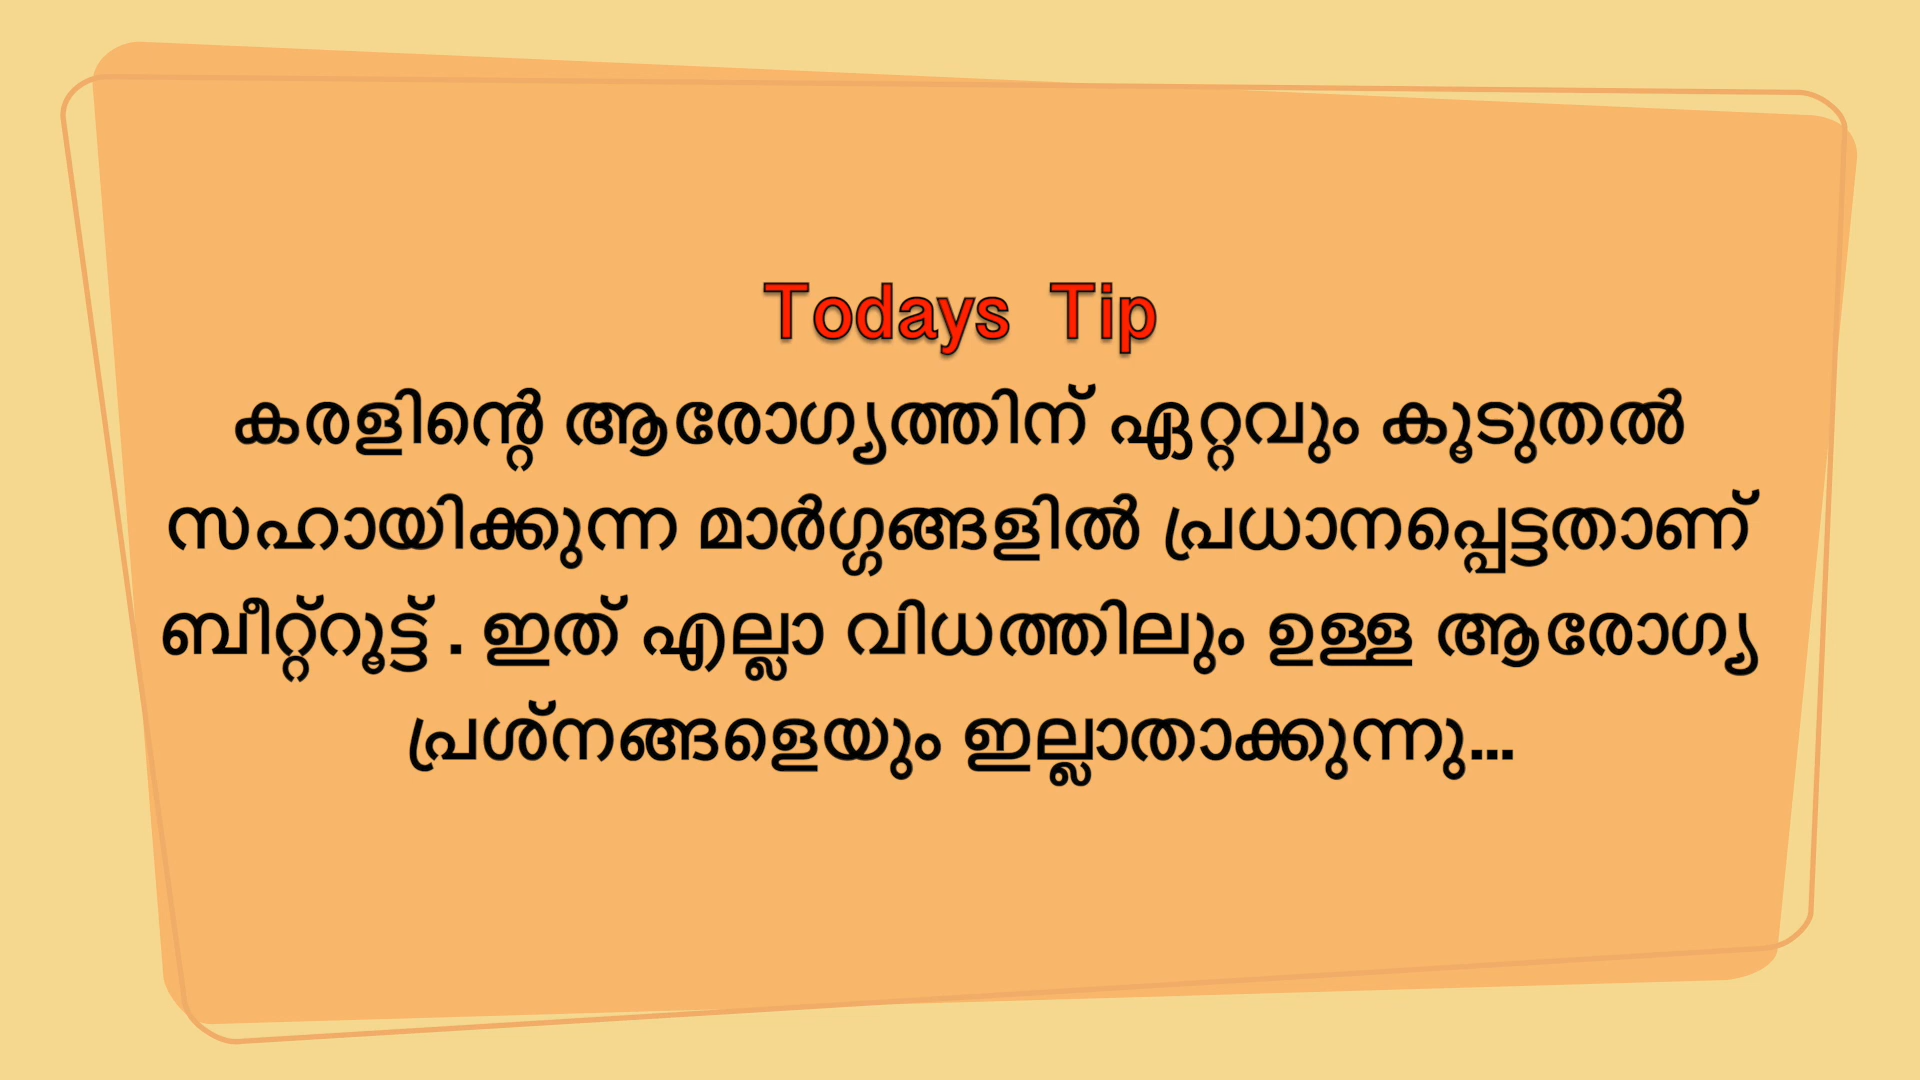 Todays Tip
കരളിന്റെ ആരോഗ്യത്തിന് ഏറ്റവും കൂടുതൽ
സഹായിക്കുന്ന മാർഗ്ഗങ്ങളിൽ പ്രധാനപ്പെട്ടതാണ്
ബീറ്റ്റൂട്ട് . ഇത് എല്ലാ വിധത്തിലും ഉള്ള ആരോഗ്യ
പ്രശ്നങ്ങളെയും ഇല്ലാതാക്കുന്നു...